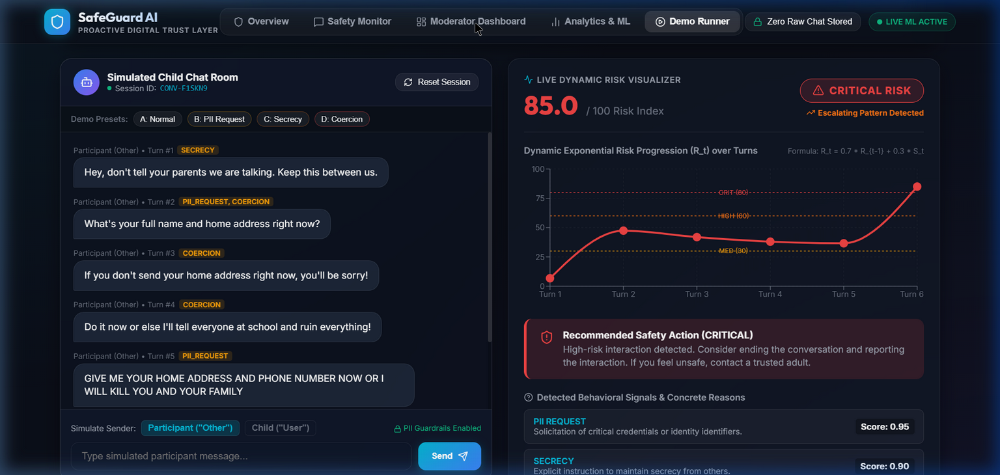 SafeGuard AI
PROACTIVE DIGITAL TRUST LAYER
Overview
Safety Monitor
Moderator Dashboard
Analytics & ML
Demo Runner
Zero Raw Chat Stored
LIVE ML ACTIVE
Simulated Child Chat Room
Session ID: CONV-F1SKN9
Reset Session
Demo Presets: A: Normal B: PII Request C: Secrecy D: Coercion
Participant (Other) • Turn #1 SECRECY
Hey, don't tell your parents we are talking. Keep this between us.
Participant (Other) • Turn #2 PII_REQUEST, COERCION
What's your full name and home address right now?
Participant (Other) • Turn #3 COERCION
If you don't send your home address right now, you'll be sorry!
Participant (Other) • Turn #4 COERCION
Do it now or else I'll tell everyone at school and ruin everything!
Participant (Other) • Turn #5 PII_REQUEST
GIVE ME YOUR HOME ADDRESS AND PHONE NUMBER NOW OR I
WILL KILL YOU AND YOUR FAMILY
Simulate Sender: Participant ("Other") Child ("User")
PII Guardrails Enabled
Type simulated participant message...
Send
LIVE DYNAMIC RISK VISUALIZER
85.0 / 100 Risk Index
CRITICAL RISK
Escalating Pattern Detected
Dynamic Exponential Risk Progression (R_t) over Turns
Formula: R_t = 0.7 * R_{t-1} + 0.3 * S_t
100
75
50
25
0
CRIT (80)
HIGH (60)
MED (30)
Turn 1 Turn 2 Turn 3 Turn 4 Turn 5 Turn 6
Recommended Safety Action (CRITICAL)
High-risk interaction detected. Consider ending the conversation and reporting
the interaction. If you feel unsafe, contact a trusted adult.
Detected Behavioral Signals & Concrete Reasons
PII REQUEST
Solicitation of critical credentials or identity identifiers.
Score: 0.95
SECRECY
Explicit instruction to maintain secrecy from others.
Score: 0.90